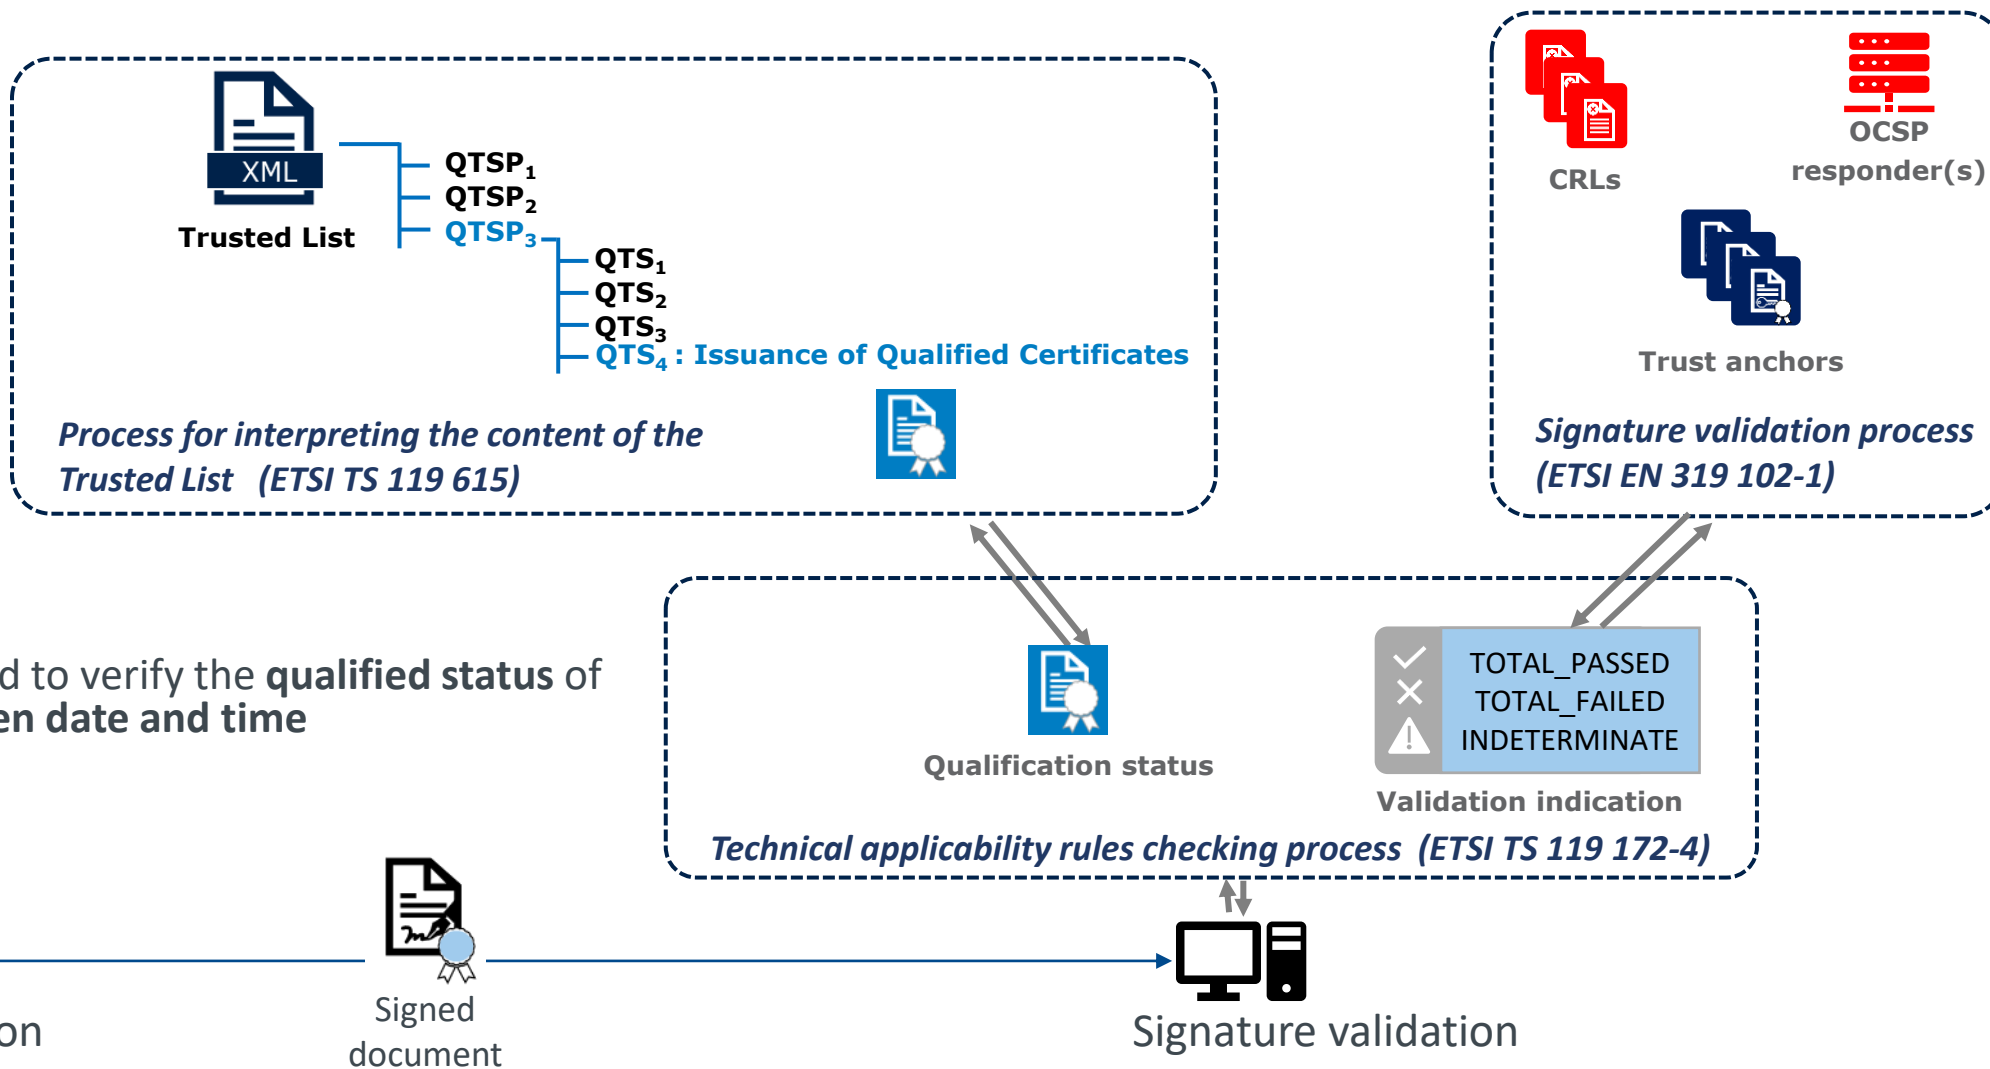 XML
Trusted List
QTSP1
QTSP2
QTSP3
QTS1
QTS2
QTS3
QTS4 : Issuance of Qualified Certificates
Process for interpreting the content of the
Trusted List (ETSI TS 119 615)
CRLs
OCSP
responder(s)
Trust anchors
Signature validation process
(ETSI EN 319 102-1)
d to verify the qualified status of
en date and time
Qualification status
TOTAL_PASSED
TOTAL_FAILED
INDETERMINATE
Validation indication
Technical applicability rules checking process (ETSI TS 119 172-4)
on
Signed
document
Signature validation